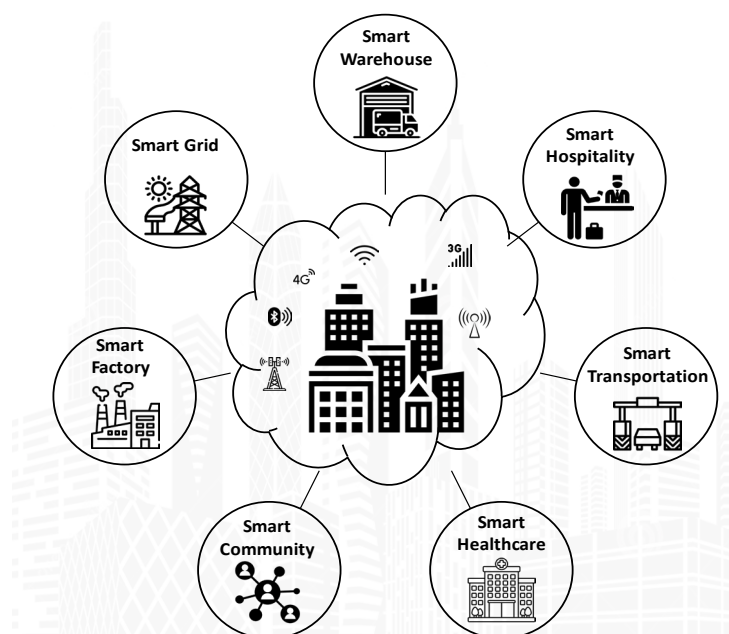 Smart
Warehouse
Smart Grid
Smart
Hospitality
4G
3G
Smart
Factory
Smart
Transportation
Smart
Community
Smart
Healthcare